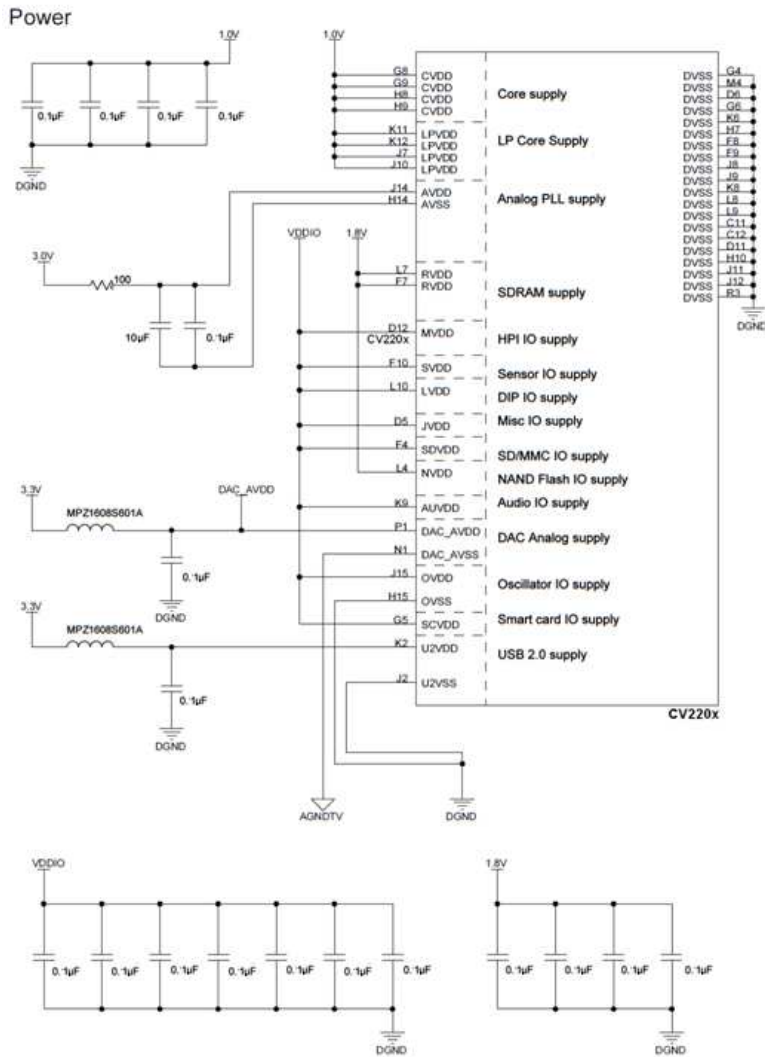 Power
1.0V
1.0V
0.1µF
0.1µF
0.1µF
0.1µF
DGND
G8 CVDD
G9 CVDD
H8 CVDD
H9 CVDD
Core supply
K11 LPVDD
K12 LPVDD
J7 LPVDD
J10 LPVDD
LP Core Supply
J14 AVDD
H14 AVSS
Analog PLL supply
DVSS G4
DVSS M4
DVSS D6
DVSS G6
DVSS K6
DVSS H7
DVSS F8
DVSS F9
DVSS J8
DVSS J9
DVSS K8
DVSS L8
DVSS L9
DVSS C11
DVSS C12
DVSS D11
DVSS H10
DVSS J11
DVSS J12
DVSS R3
DGND
VDDIO
1.8V
3.0V
100
10µF
0.1µF
L7 RVDD
F7 RVDD
SDRAM supply
D12 MVDD
CV220x
HPI IO supply
F10 SVDD
Sensor IO supply
L10 LVDD
DIP IO supply
D5 JVDD
Misc IO supply
F4 SDVDD
SD/MMC IO supply
L4 NVDD
NAND Flash IO supply
K9 AUVDD
Audio IO supply
3.3V
MPZ1608S601A
DAC_AVDD
0.1µF
DGND
P1 DAC_AVDD
N1 DAC_AVSS
DAC Analog supply
J15 OVDD
H15 OVSS
Oscillator IO supply
G5 SCVDD
Smart card IO supply
3.3V
MPZ1608S601A
0.1µF
DGND
K2 U2VDD
USB 2.0 supply
J2 U2VSS
CV220x
AGNDTV
DGND
VDDIO
0.1µF
0.1µF
0.1µF
0.1µF
0.1µF
0.1µF
0.1µF
DGND
1.8V
0.1µF
0.1µF
0.1µF
0.1µF
DGND